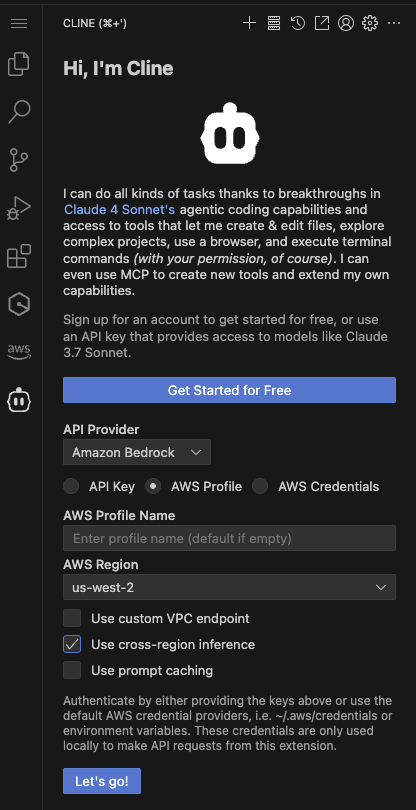 CLINE (⌘+')
Hi, I'm Cline
I can do all kinds of tasks thanks to breakthroughs in
Claude 4 Sonnet's agentic coding capabilities and
access to tools that let me create & edit files, explore
complex projects, use a browser, and execute terminal
commands (with your permission, of course). I can
even use MCP to create new tools and extend my own
capabilities.
Sign up for an account to get started for free, or use
an API key that provides access to models like Claude
3.7 Sonnet.
Get Started for Free
API Provider
Amazon Bedrock
API Key AWS Profile AWS Credentials
AWS Profile Name
Enter profile name (default if empty)
AWS Region
us-west-2
Use custom VPC endpoint
Use cross-region inference
Use prompt caching
aws
Authenticate by either providing the keys above or use the
default AWS credential providers, i.e. ~/.aws/credentials or
environment variables. These credentials are only used
locally to make API requests from this extension.
Let's go!